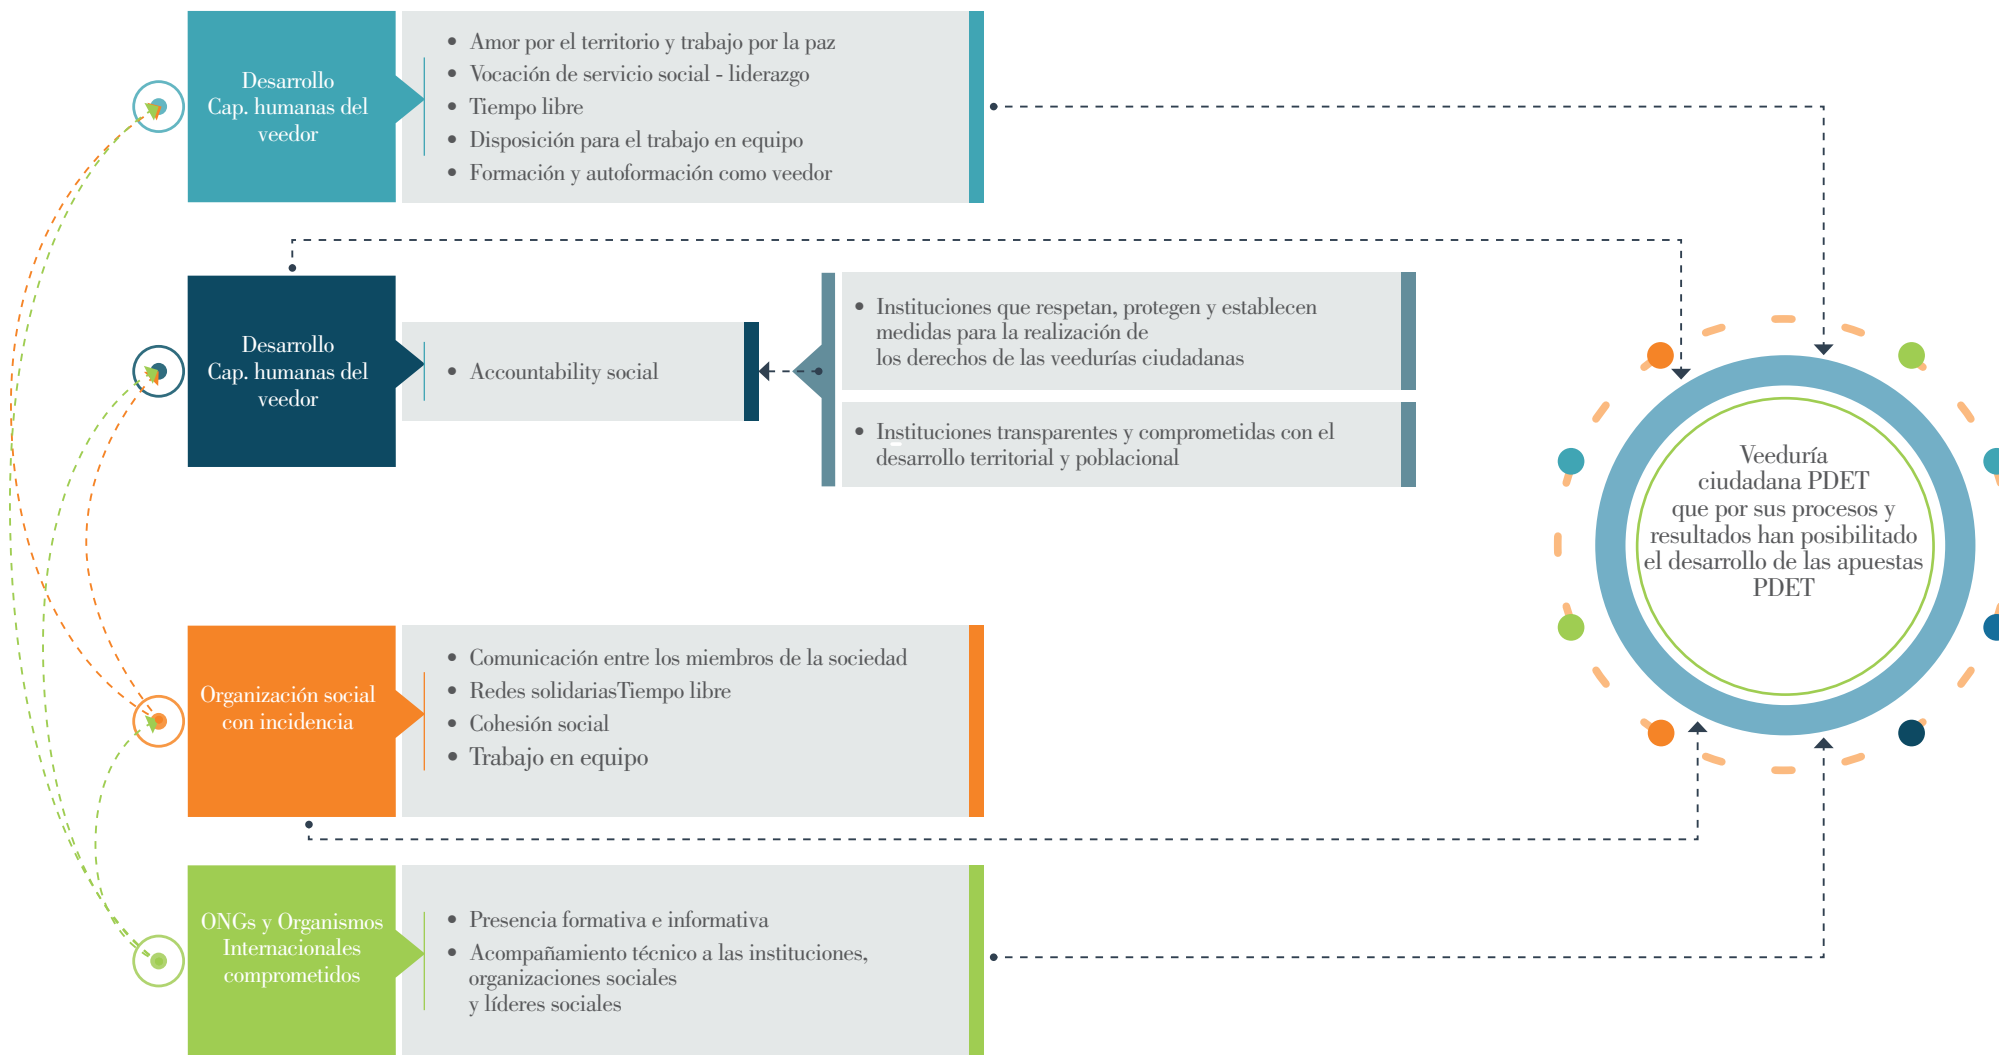 Desarrollo
Cap. humanas del
veedor
• Amor por el territorio y trabajo por la paz
• Vocación de servicio social - liderazgo
• Tiempo libre
• Disposición para el trabajo en equipo
• Formación y autoformación como veedor
Desarrollo
Cap. humanas del
veedor
• Accountability social
• Instituciones que respetan, protegen y establecen
medidas para la realización de
los derechos de las veedurías ciudadanas
• Instituciones transparentes y comprometidas con el
desarrollo territorial y poblacional
Veeduría
ciudadana PDET
que por sus procesos y
resultados han posibilitado
el desarrollo de las apuestas
PDET
Organización social
con incidencia
• Comunicación entre los miembros de la sociedad
• Redes solidariasTiempo libre
• Cohesión social
• Trabajo en equipo
ONGs y Organismos
Internacionales
comprometidos
• Presencia formativa e informativa
• Acompañamiento técnico a las instituciones,
organizaciones sociales
y líderes sociales